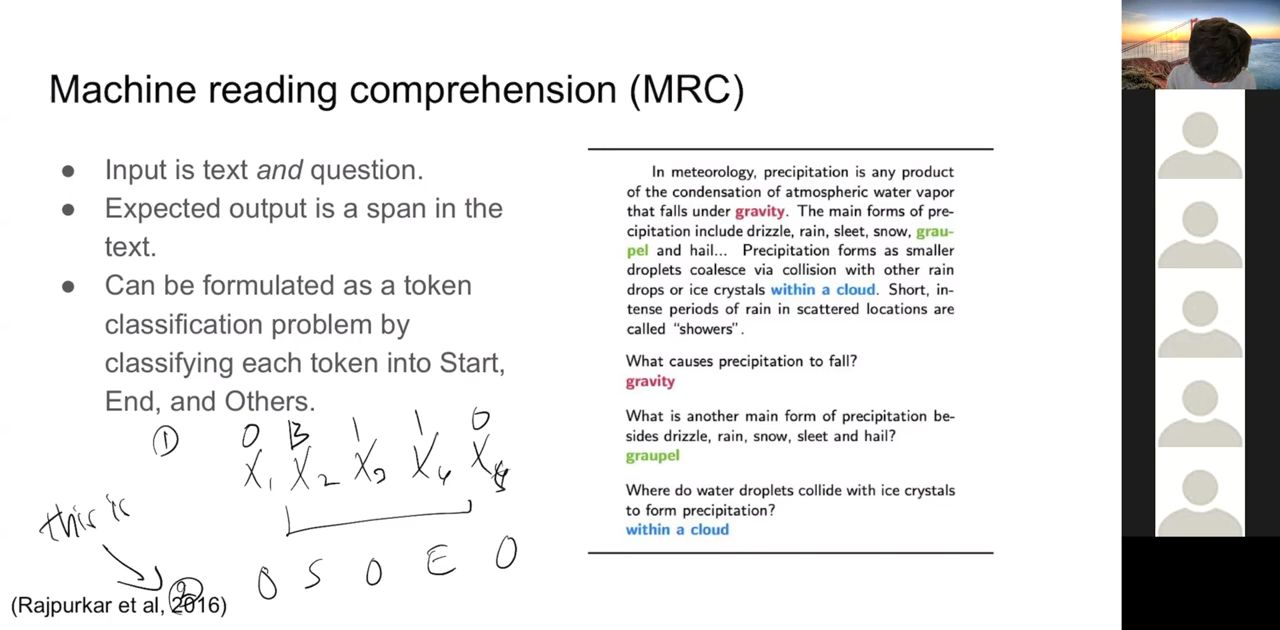 Machine reading comprehension (MRC)
● Input is text and question.
● Expected output is a span in the
text.
● Can be formulated as a token
classification problem by
classifying each token into Start,
End, and Others.
① O B I I O
X₁ X₂ X₃ X₄ X₅
this is
② O S O E O
(Rajpurkar et al, 2016)
In meteorology, precipitation is any product
of the condensation of atmospheric water vapor
that falls under gravity. The main forms of pre-
cipitation include drizzle, rain, sleet, snow, grau-
pel and hail... Precipitation forms as smaller
droplets coalesce via collision with other rain
drops or ice crystals within a cloud. Short, in-
tense periods of rain in scattered locations are
called “showers”.
What causes precipitation to fall?
gravity
What is another main form of precipitation be-
sides drizzle, rain, snow, sleet and hail?
graupel
Where do water droplets collide with ice crystals
to form precipitation?
within a cloud